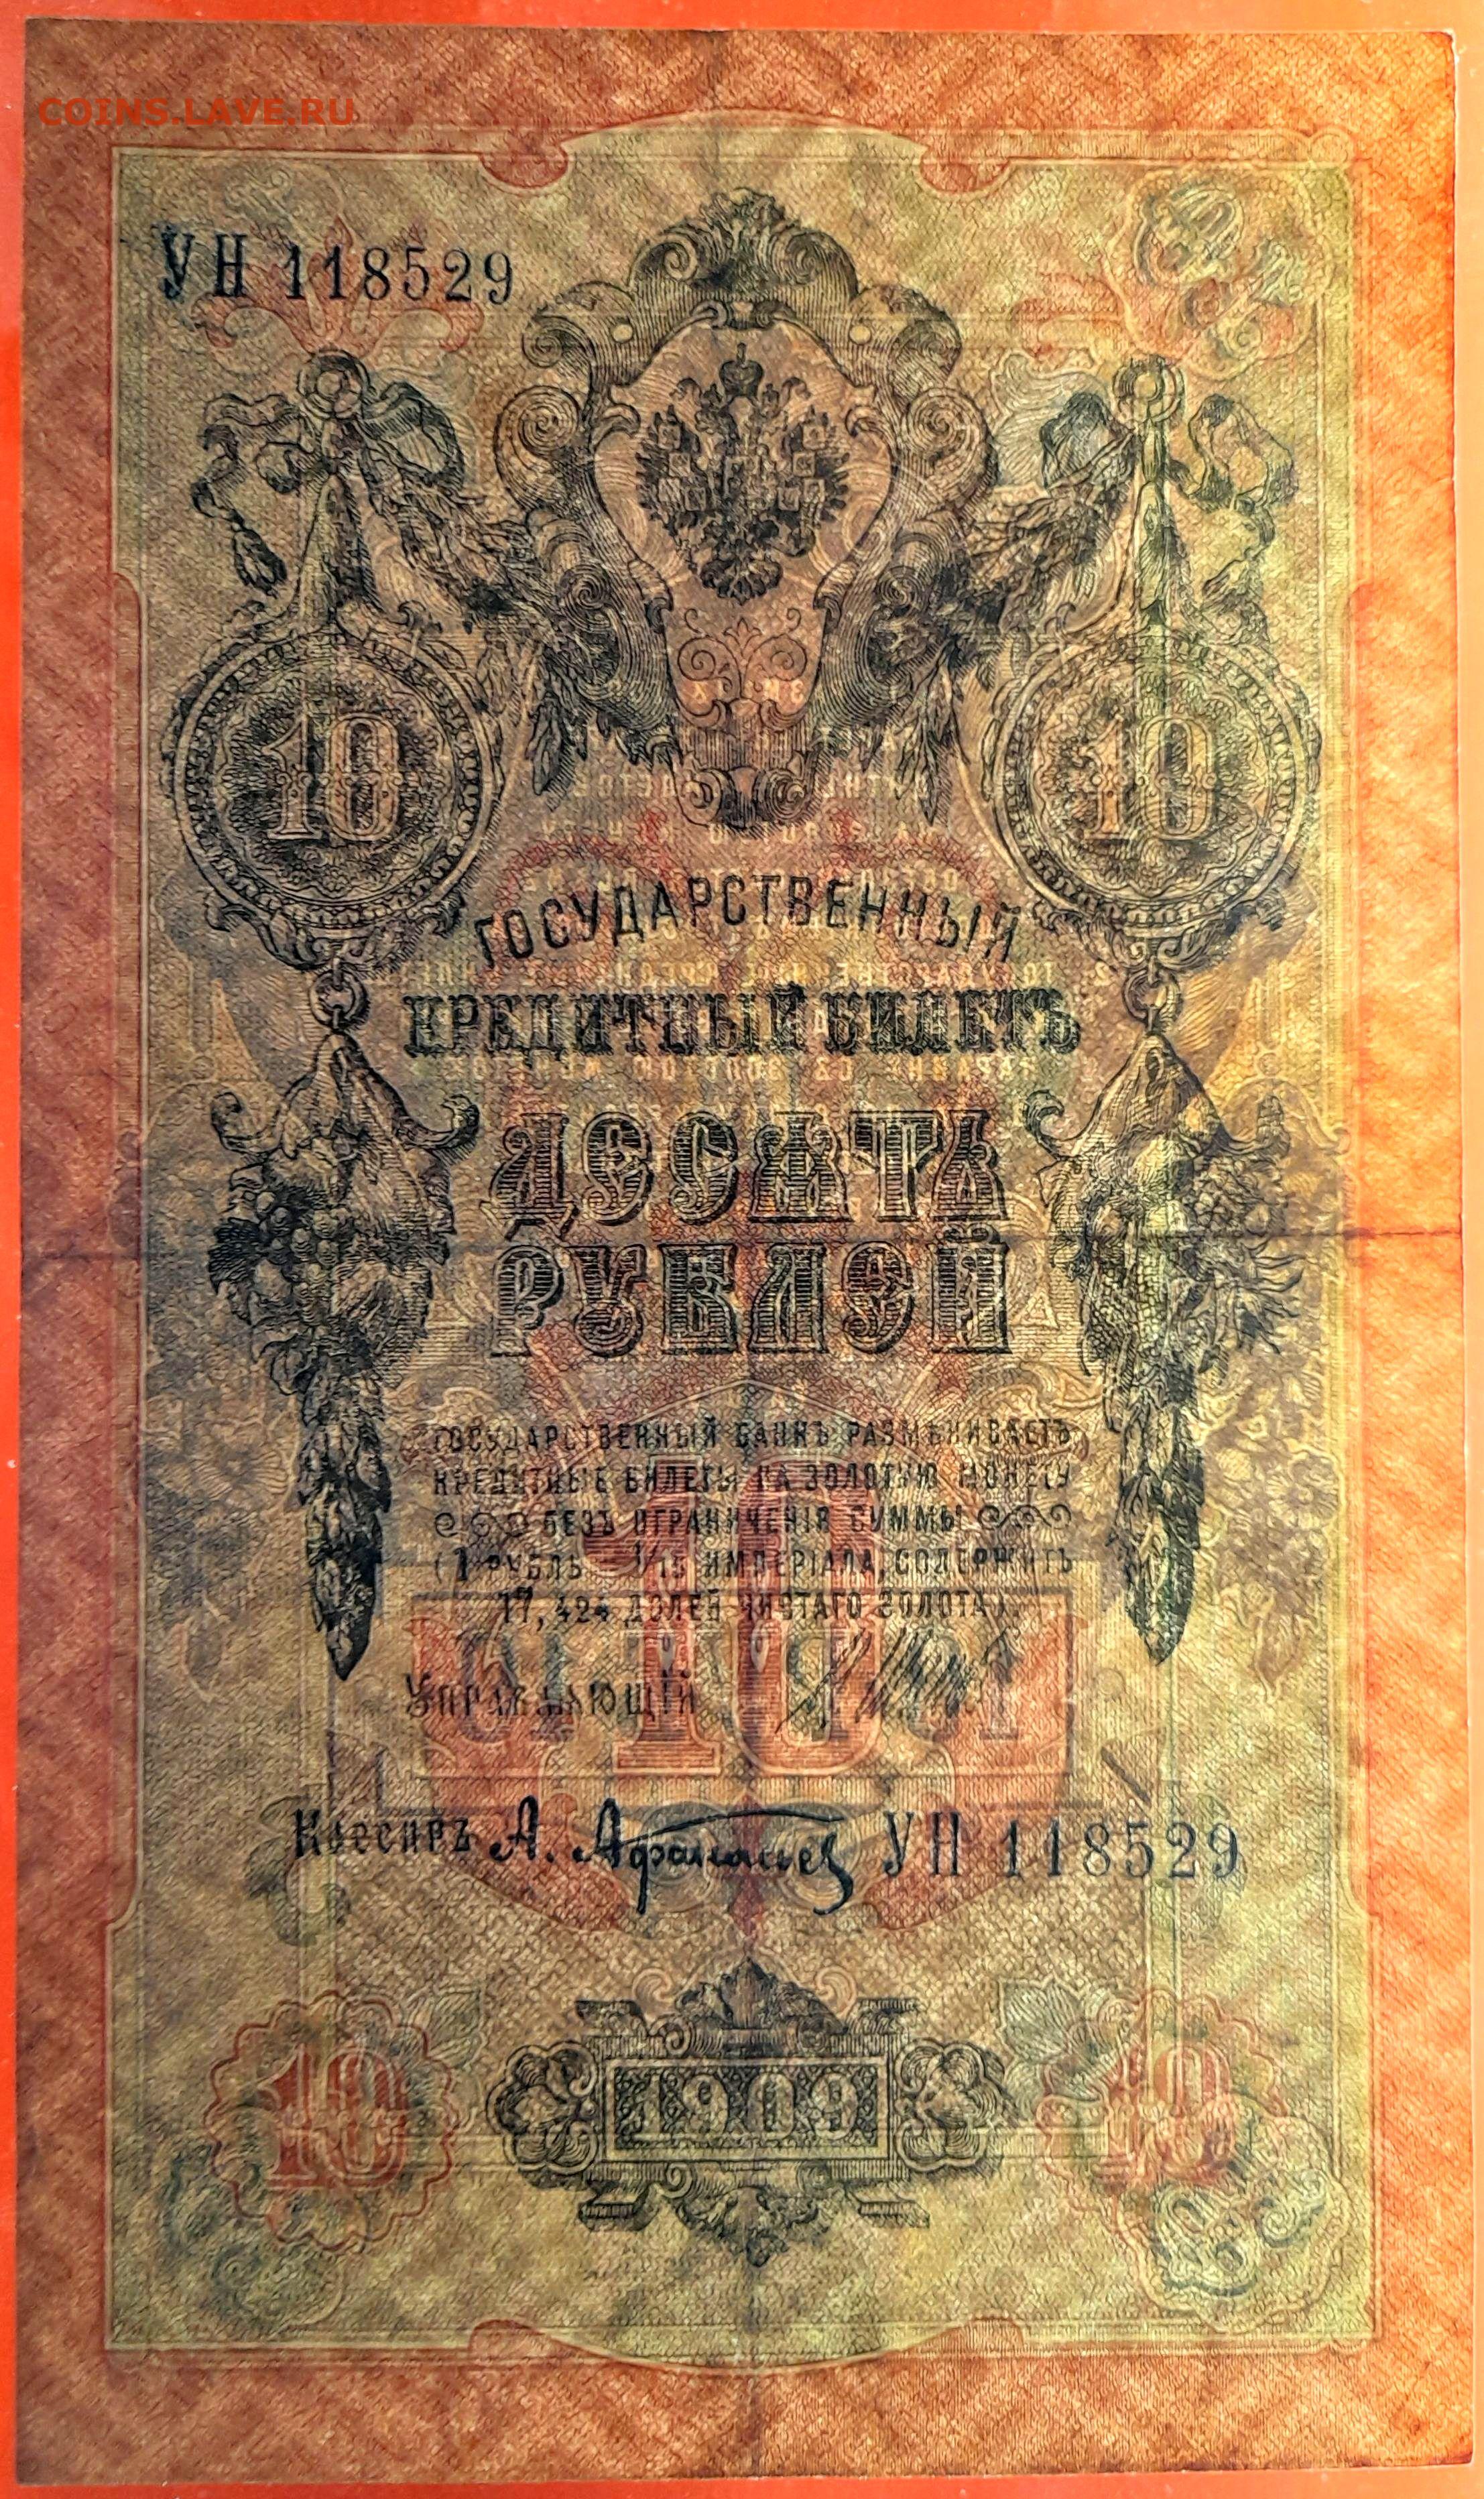 COINS.LAVE.RU
УН 118529
10 10
ГОСУДАРСТВЕННЫЙ
КРЕДИТНЫЙ БИЛЕТЪ
ДЕСЯТЬ
РУБЛЕЙ
ГОСУДАРСТВЕННЫЙ БАНКЪ РАЗМѢНИВАЕТЪ
КРЕДИТНЫЕ БИЛЕТЫ НА ЗОЛОТУЮ МОНЕТУ
БЕЗЪ ОГРАНИЧЕНІЯ СУММЫ
(1 РУБЛЬ = 1/15 ИМПЕРІАЛА, СОДЕРЖИТЪ
17,424 ДОЛЕЙ ЧИСТАГО ЗОЛОТА).
10
УПРАВЛЯЮЩІЙ
Кассиръ А. Афанасьев УН 118529
10 1909 10